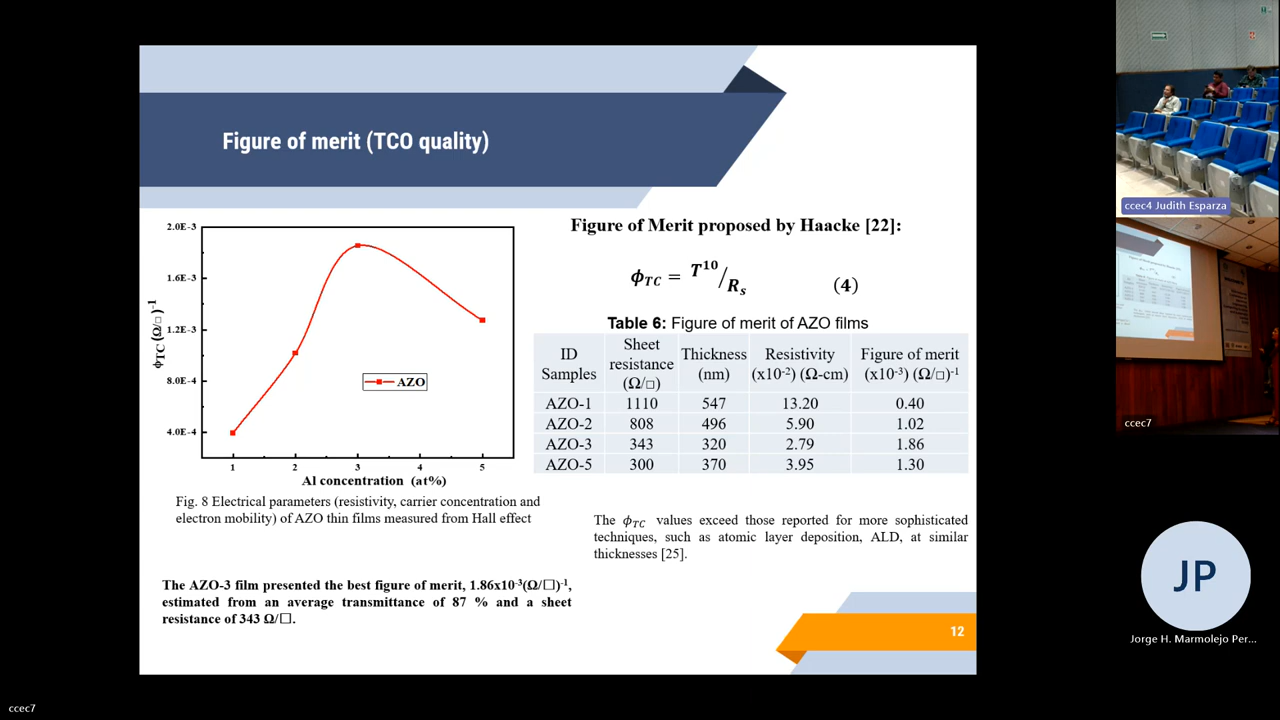 Figure of merit (TCO quality)
2.0E-3
1.6E-3
1.2E-3
8.0E-4
4.0E-4
ϕTC (Ω/□)-1
AZO
1 2 3 4 5
Al concentration (at%)
Fig. 8 Electrical parameters (resistivity, carrier concentration and
electron mobility) of AZO thin films measured from Hall effect
The AZO-3 film presented the best figure of merit, 1.86x10-3(Ω/□)-1,
estimated from an average transmittance of 87 % and a sheet
resistance of 343 Ω/□.
Figure of Merit proposed by Haacke [22]:
ϕTC = T10/Rs (4)
Table 6: Figure of merit of AZO films
ID Samples Sheet resistance (Ω/□) Thickness (nm) Resistivity (x10-2) (Ω-cm) Figure of merit (x10-3) (Ω/□)-1
AZO-1 1110 547 13.20 0.40
AZO-2 808 496 5.90 1.02
AZO-3 343 320 2.79 1.86
AZO-5 300 370 3.95 1.30
The ϕTC values exceed those reported for more sophisticated
techniques, such as atomic layer deposition, ALD, at similar
thicknesses [25].
12
ccec4 Judith Esparza
ccec7
JP
Jorge H. Marmolejo Per...
ccec7